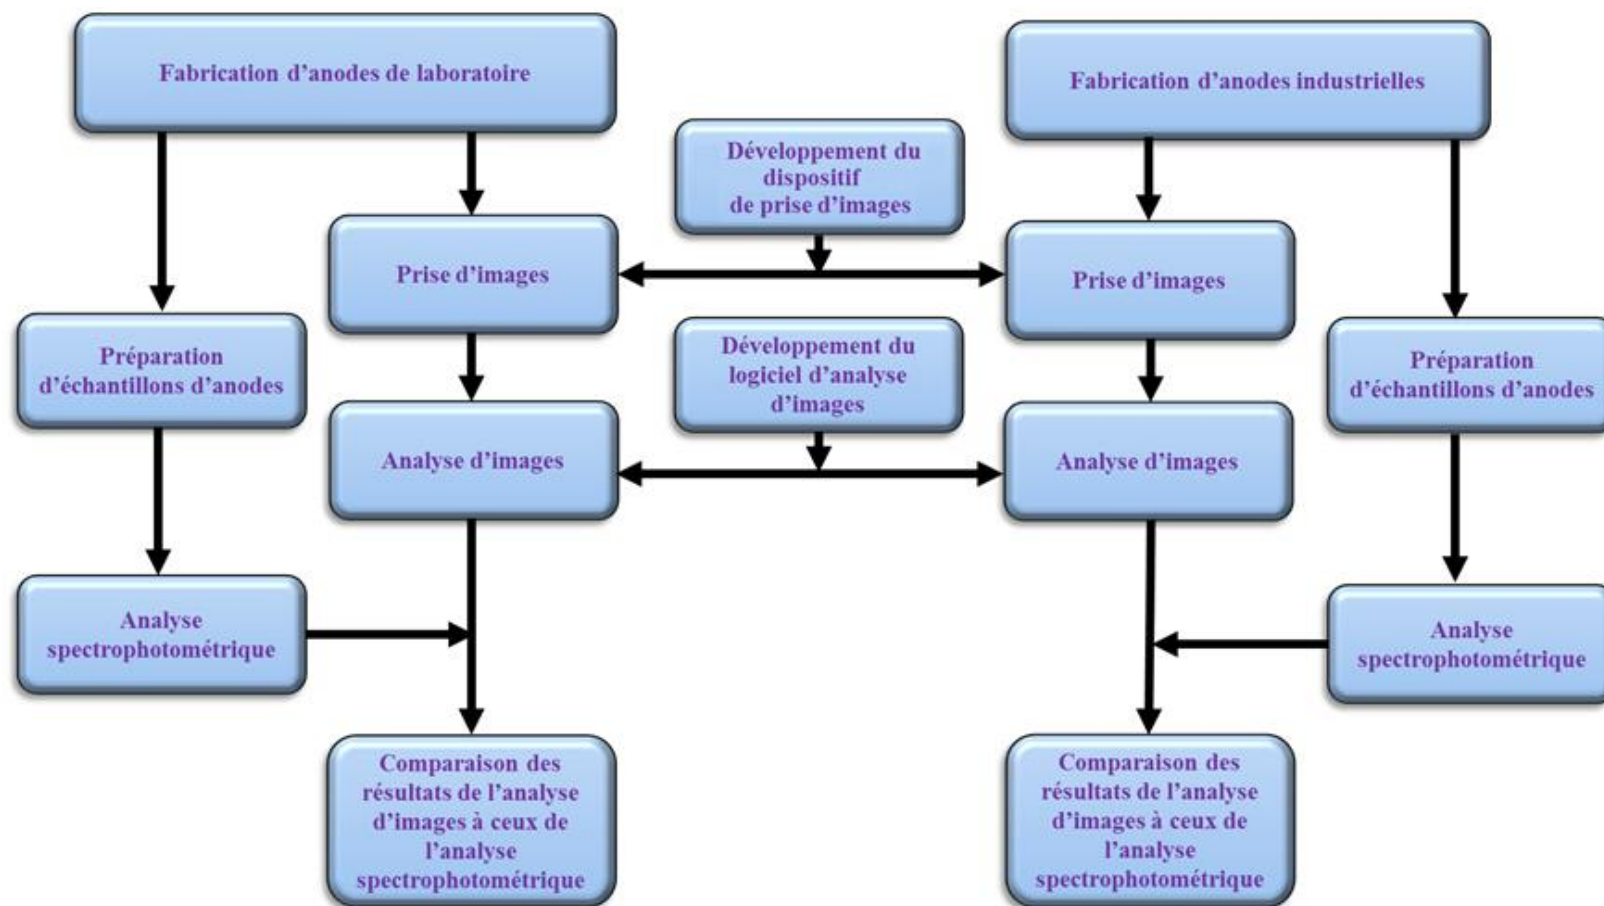 Fabrication d’anodes de laboratoire
Fabrication d’anodes industrielles
Développement du
dispositif
de prise d’images
Prise d’images
Prise d’images
Préparation
d’échantillons d’anodes
Développement du
logiciel d’analyse
d’images
Préparation
d’échantillons d’anodes
Analyse d’images
Analyse d’images
Analyse
spectrophotométrique
Analyse
spectrophotométrique
Comparaison des
résultats de l’analyse
d’images à ceux de
l’analyse
spectrophotométrique
Comparaison des
résultats de l’analyse
d’images à ceux de
l’analyse
spectrophotométrique